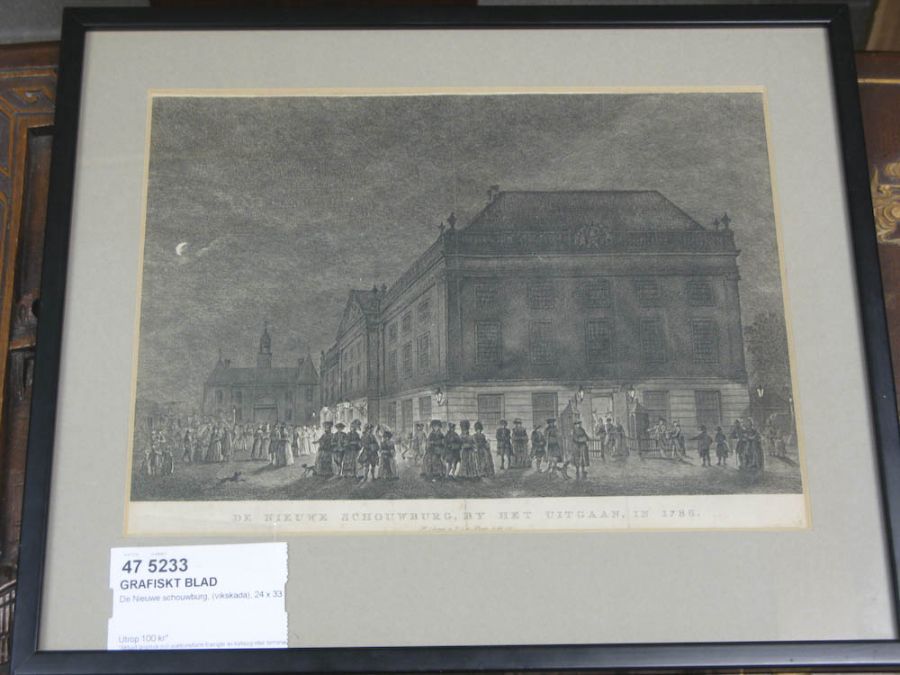 DE NIEUWE SCHOUWBURG, BY HET UITGAAN, IN 1786.
47 5233
GRAFISKT BLAD
De Nieuwe schouwburg, (vikskada), 24 x 33
Utrop 100 kr*